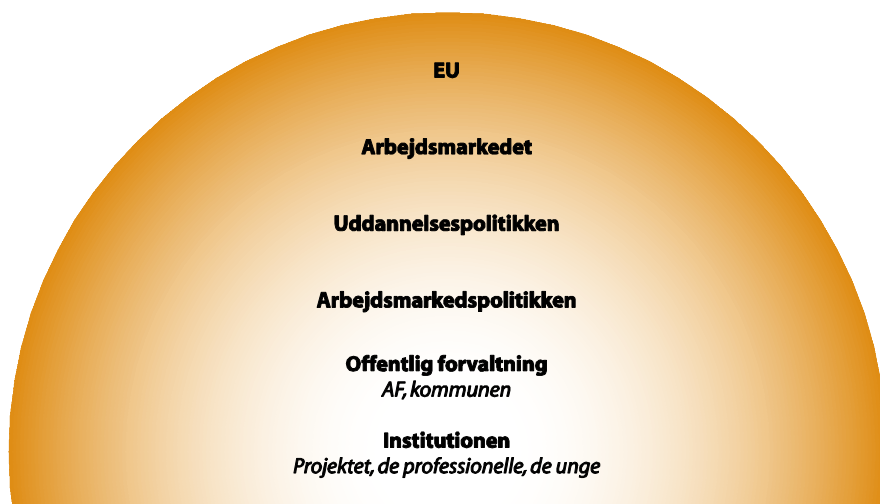 EU
Arbejdsmarkedet
Uddannelsespolitikken
Arbejdsmarkedspolitikken
Offentlig forvaltning
AF, kommunen
Institutionen
Projektet, de professionelle, de unge